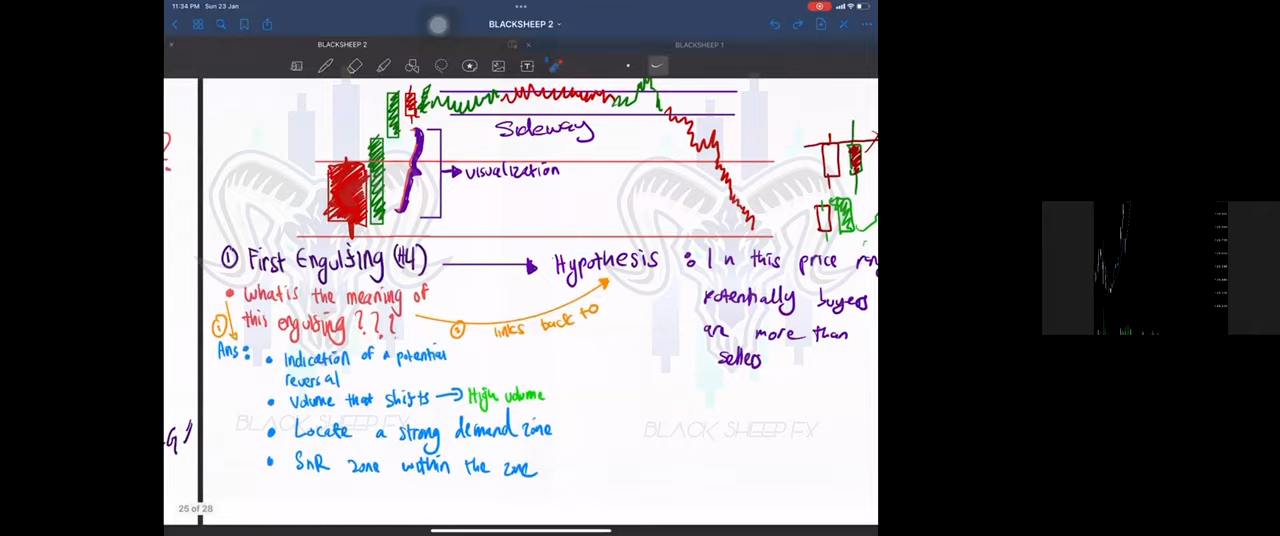 11:34 PM Sun 23 Jan
BLACKSHEEP 2
BLACKSHEEP 2
BLACKSHEEP 1
Sideway
visualization
① First Engulfing (H4)
Hypothesis : In this price
potentially buyers
are more than
sellers
• What is the meaning of
this engulfing ???
① Ans :
② links back to
• Indication of a potential
reversal
• Volume that shifts → High volume
• Locate a strong demand zone
• SnR zone within the zone
BLACK SHEEP FX
BLACK SHEEP FX
25 of 28